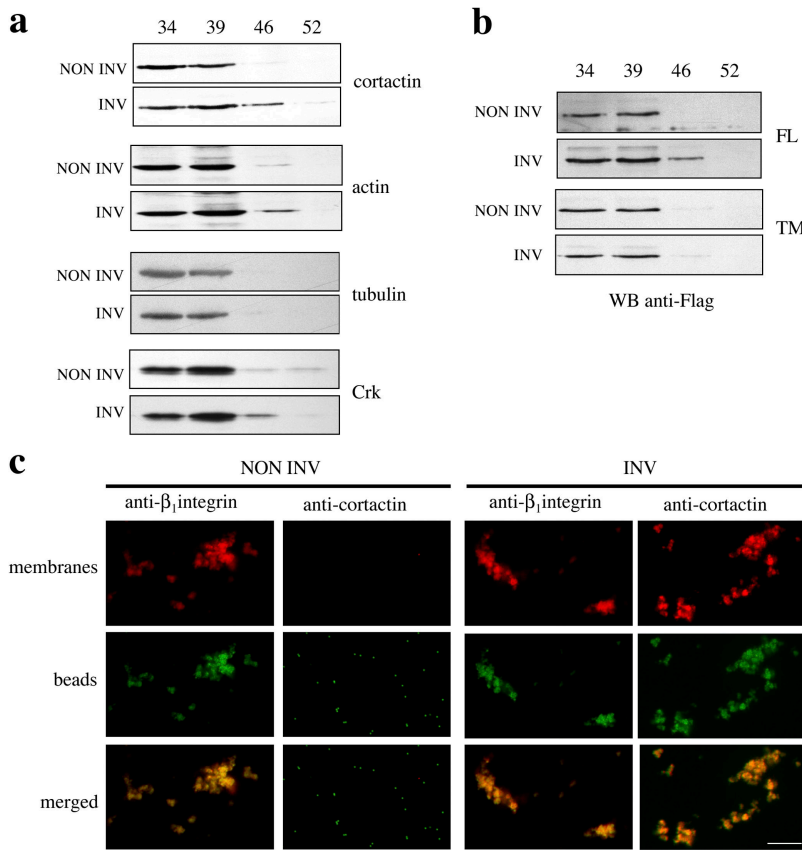 a
34 39 46 52
NON INV
cortactin
INV
NON INV
actin
INV
NON INV
tubulin
INV
NON INV
Crk
INV
b
34 39 46 52
NON INV
FL
INV
NON INV
TM
INV
WB anti-Flag
c
NON INV INV
anti-β₁integrin anti-cortactin anti-β₁integrin anti-cortactin
membranes
beads
merged